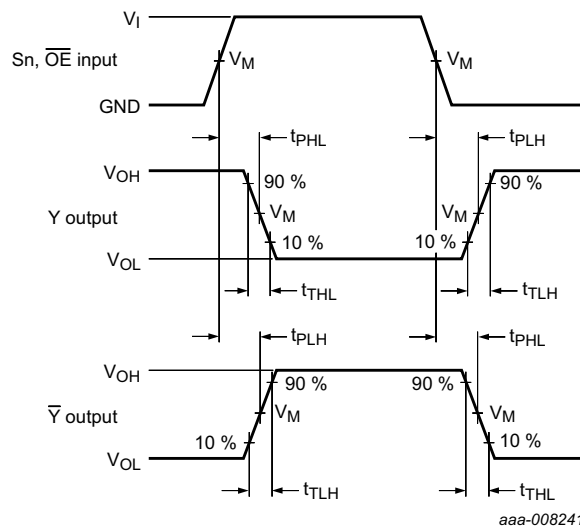 V_I
Sn, O̅E̅ input
V_M V_M
GND
t_PHL t_PLH
V_OH
90 % 90 %
Y output
V_M V_M
10 % 10 %
V_OL
t_THL t_TLH
t_PLH t_PHL
V_OH
90 % 90 %
Y̅ output
V_M V_M
10 % 10 %
V_OL
t_TLH t_THL
aaa-008241